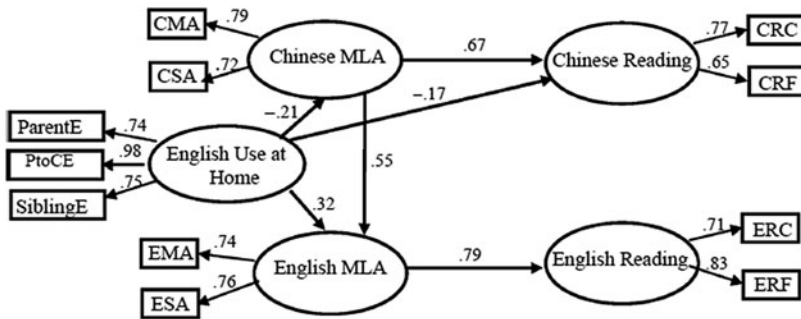 CMA
.79
CSA
.72
Chinese MLA
.67
Chinese Reading
.77
CRC
.65
CRF
–.21
–.17
ParentE
.74
PtoCE
.98
SiblingE
.75
English Use at
Home
.55
.32
EMA
.74
ESA
.76
English MLA
.79
English Reading
.71
ERC
.83
ERF